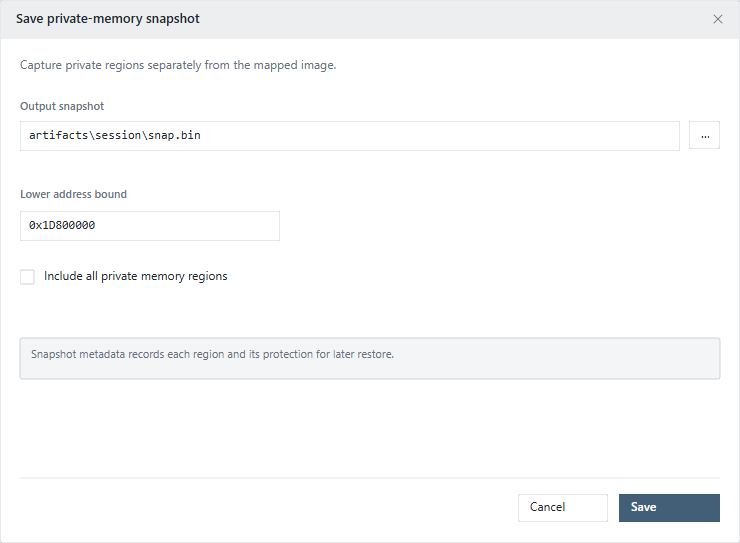 Save private-memory snapshot
Capture private regions separately from the mapped image.
Output snapshot
artifacts\session\snap.bin
...
Lower address bound
0x1D800000
Include all private memory regions
Snapshot metadata records each region and its protection for later restore.
Cancel
Save